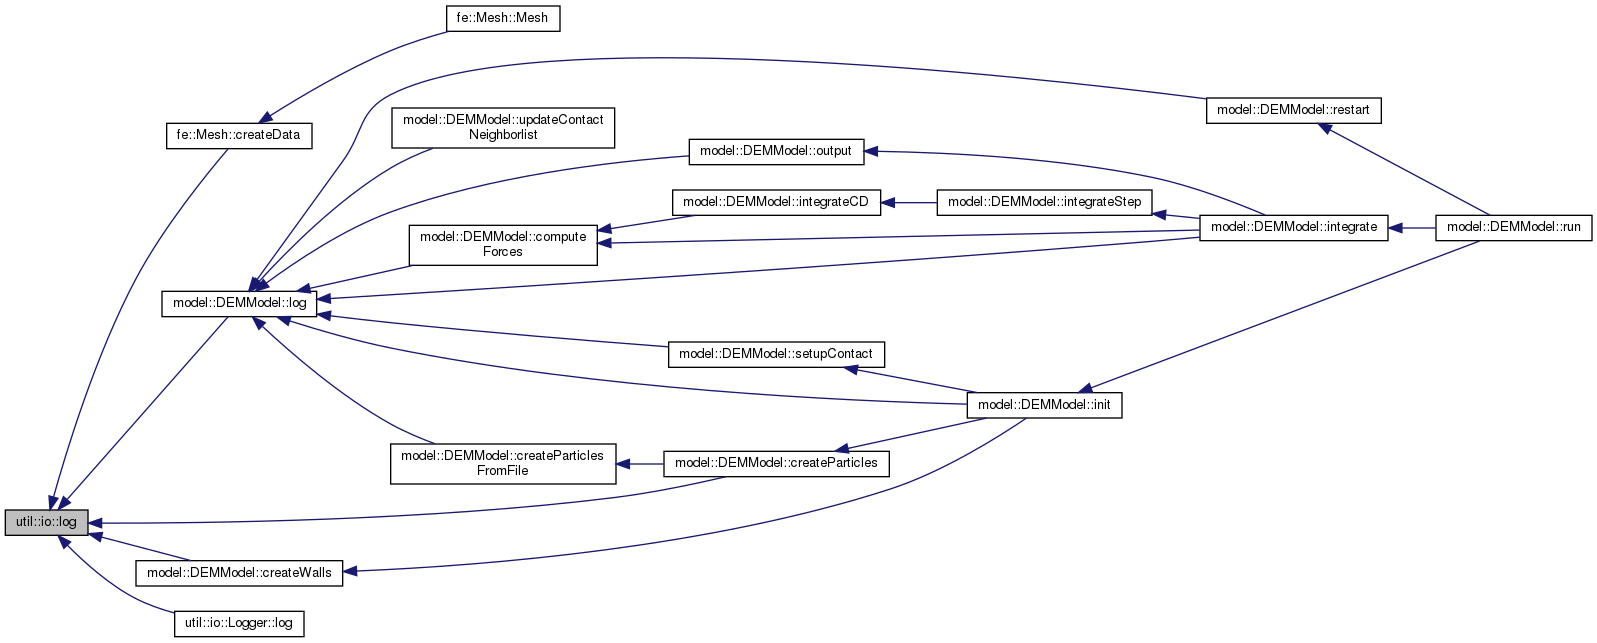 fe::Mesh::Mesh
model::DEMModel::restart
fe::Mesh::createData
model::DEMModel::updateContact
Neighborlist
model::DEMModel::output
model::DEMModel::integrateCD
model::DEMModel::integrateStep
model::DEMModel::compute
Forces
model::DEMModel::integrate
model::DEMModel::run
model::DEMModel::log
model::DEMModel::setupContact
model::DEMModel::init
model::DEMModel::createParticles
FromFile
model::DEMModel::createParticles
util::io::log
model::DEMModel::createWalls
util::io::Logger::log